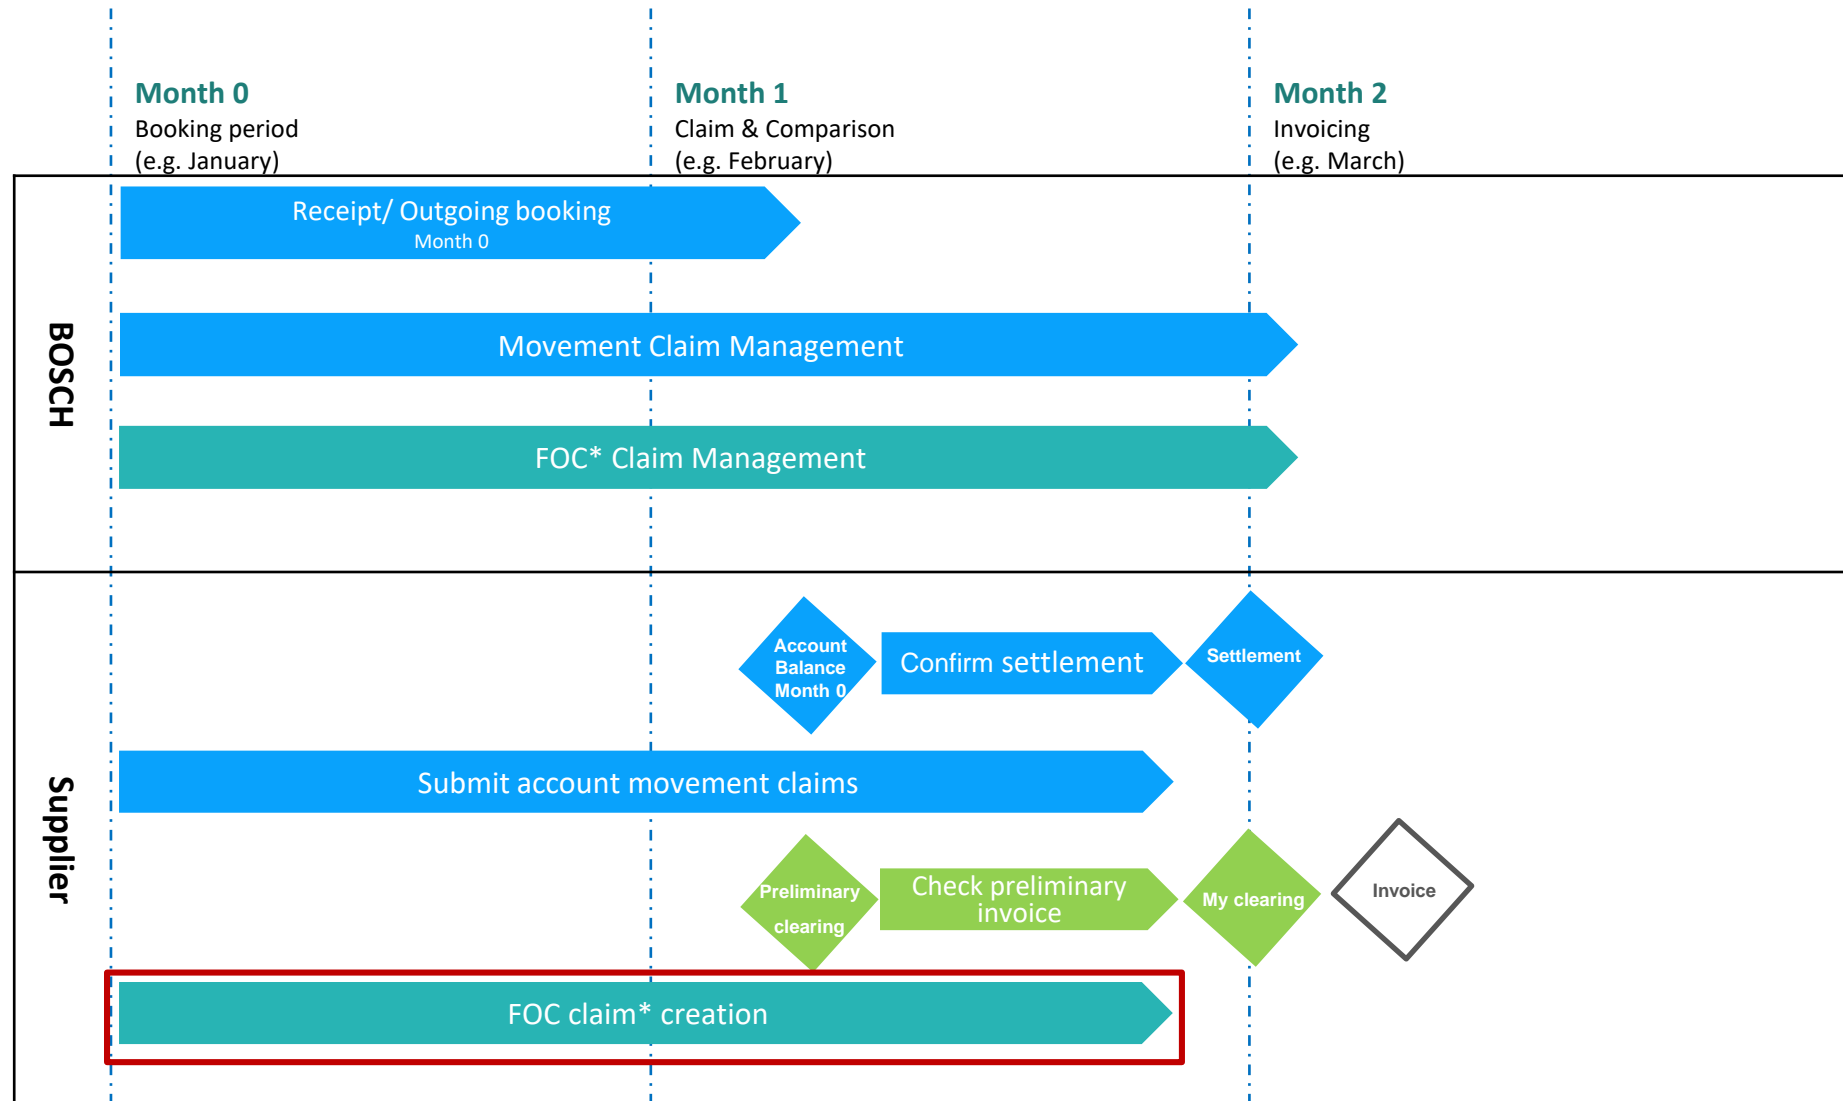 Month 0
Booking period
(e.g. January)
Month 1
Claim & Comparison
(e.g. February)
Month 2
Invoicing
(e.g. March)
BOSCH
Receipt/ Outgoing booking
Month 0
Movement Claim Management
FOC* Claim Management
Supplier
Account
Balance
Month 0
Confirm settlement
Settlement
Submit account movement claims
Preliminary
clearing
Check preliminary
invoice
My clearing
Invoice
FOC claim* creation